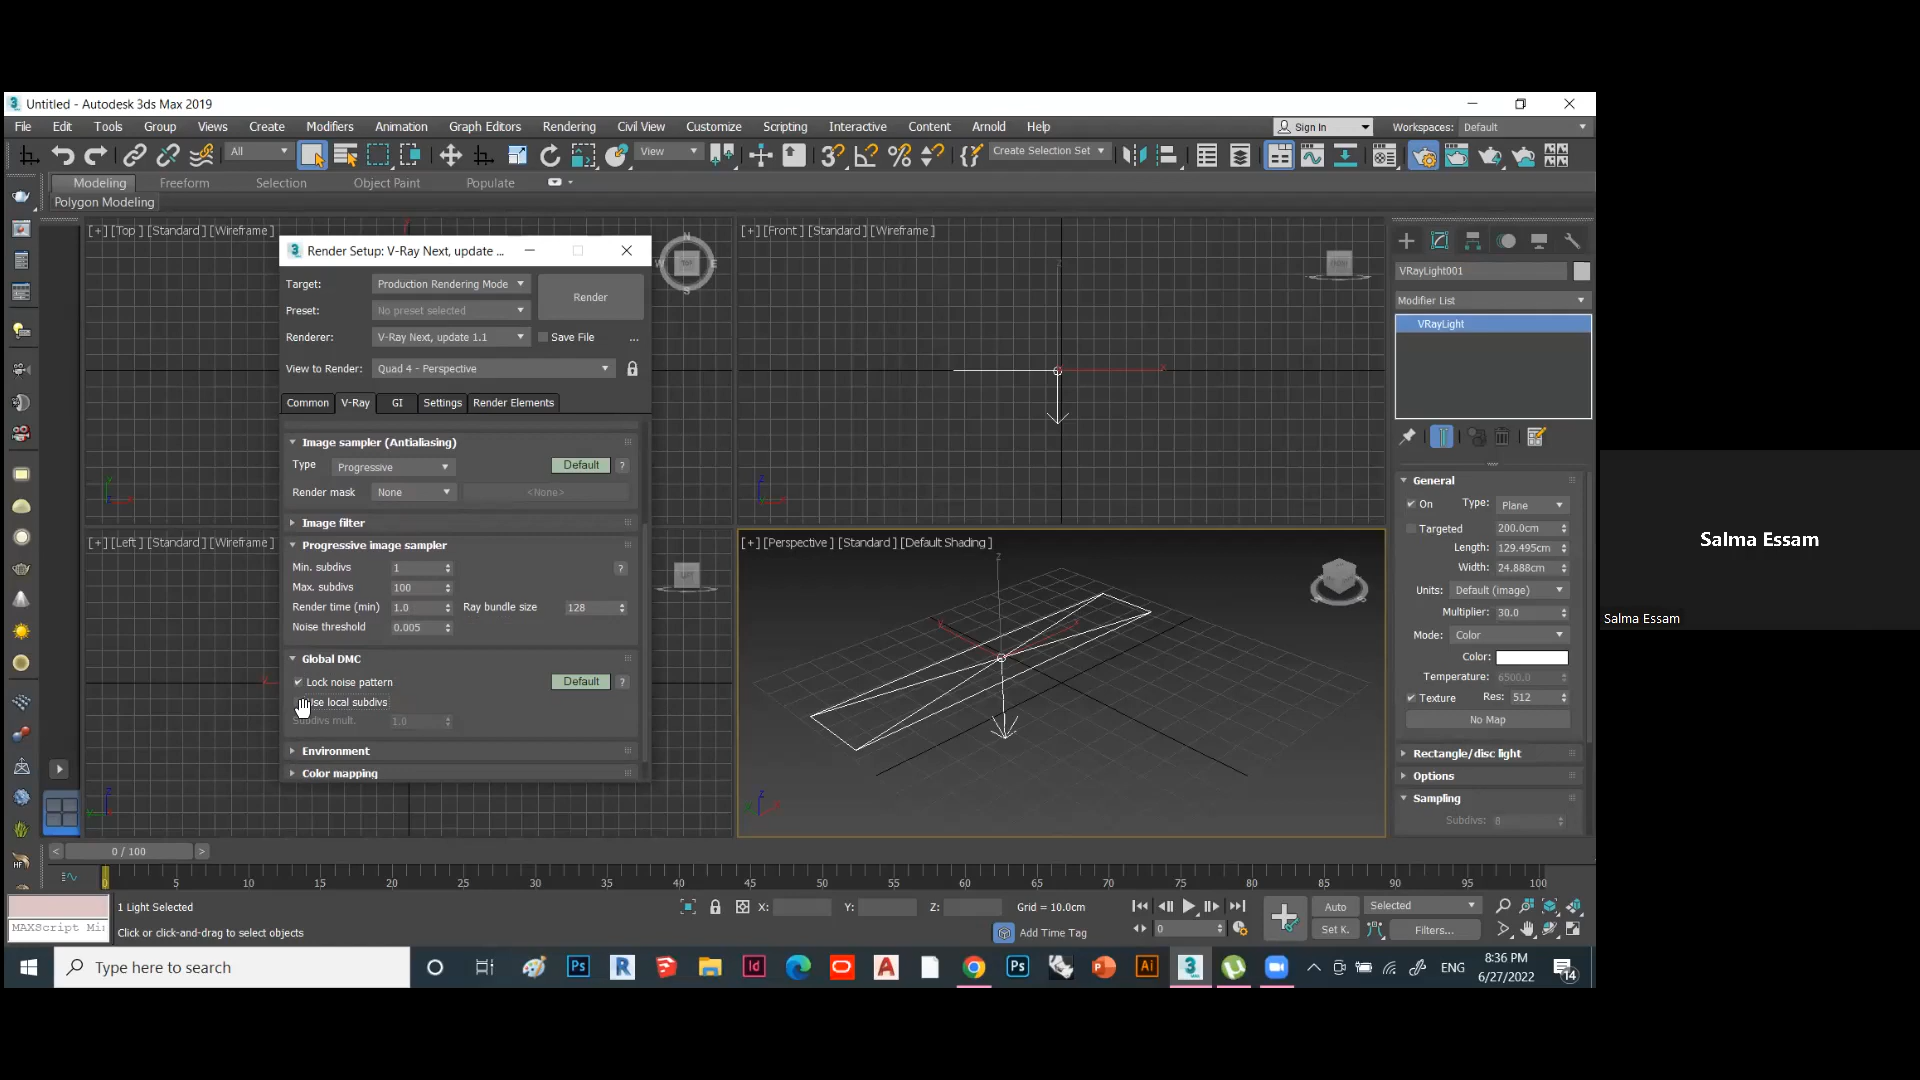 Untitled - Autodesk 3ds Max 2019
File Edit Tools Group Views Create Modifiers Animation Graph Editors Rendering Civil View Customize Scripting Interactive Content Arnold Help Sign In Workspaces: Default
All View Create Selection Set
Modeling Freeform Selection Object Paint Populate
Polygon Modeling
[+] [Top ] [Standard ] [Wireframe ]
[+] [Front ] [Standard ] [Wireframe ]
Render Setup: V-Ray Next, update ...
Target: Production Rendering Mode
Render
Preset: No preset selected
Renderer: V-Ray Next, update 1.1 Save File ...
View to Render: Quad 4 - Perspective
Common V-Ray GI Settings Render Elements
Image sampler (Antialiasing)
Type Progressive Default ?
Render mask None <None>
Image filter
Progressive image sampler
Min. subdivs 1 ?
Max. subdivs 100
Render time (min) 1.0 Ray bundle size 128
Noise threshold 0.005
Global DMC
Lock noise pattern Default ?
Use local subdivs
Subdivs mult. 1.0
Environment
Color mapping
[+] [Left ] [Standard ] [Wireframe ]
[+] [Perspective ] [Standard ] [Default Shading ]
VRayLight001
Modifier List
VRayLight
General
On Type: Plane
Targeted 200.0cm
Length: 129.495cm
Width: 24.888cm
Units: Default (image)
Multiplier: 30.0
Mode: Color
Color:
Temperature: 6500.0
Texture Res: 512
No Map
Rectangle/disc light
Options
Sampling
Subdivs: 8
0 / 100
0 5 10 15 20 25 30 35 40 45 50 55 60 65 70 75 80 85 90 95 100
1 Light Selected X: Y: Z: Grid = 10.0cm Auto Selected
MAXScript Mi
Click or click-and-drag to select objects
Add Time Tag 0 Set K. Filters...
Type here to search
ENG
8:36 PM
6/27/2022
14
Salma Essam
Salma Essam